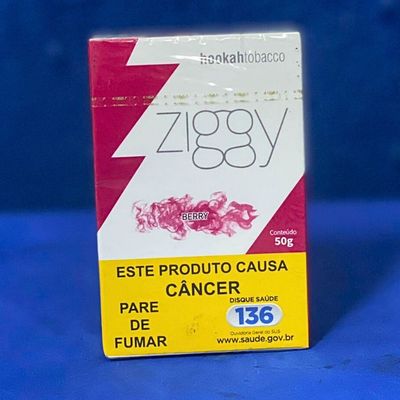 hookahtobacco
ziggy
BERRY
Conteúdo
50g
ESTE PRODUTO CAUSA
CÂNCER
PARE
DE
FUMAR
DISQUE SAÚDE
136
Ouvidoria Geral do SUS
www.saude.gov.br